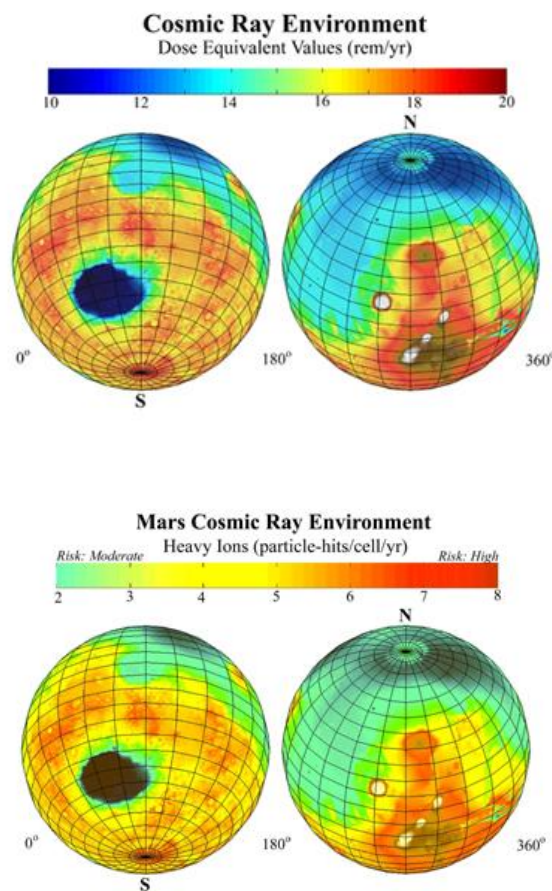 Cosmic Ray Environment
Dose Equivalent Values (rem/yr)
10 12 14 16 18 20
N
0° 180° 360°
S
Mars Cosmic Ray Environment
Heavy Ions (particle-hits/cell/yr)
Risk: Moderate Risk: High
2 3 4 5 6 7 8
N
0° 180° 360°
S